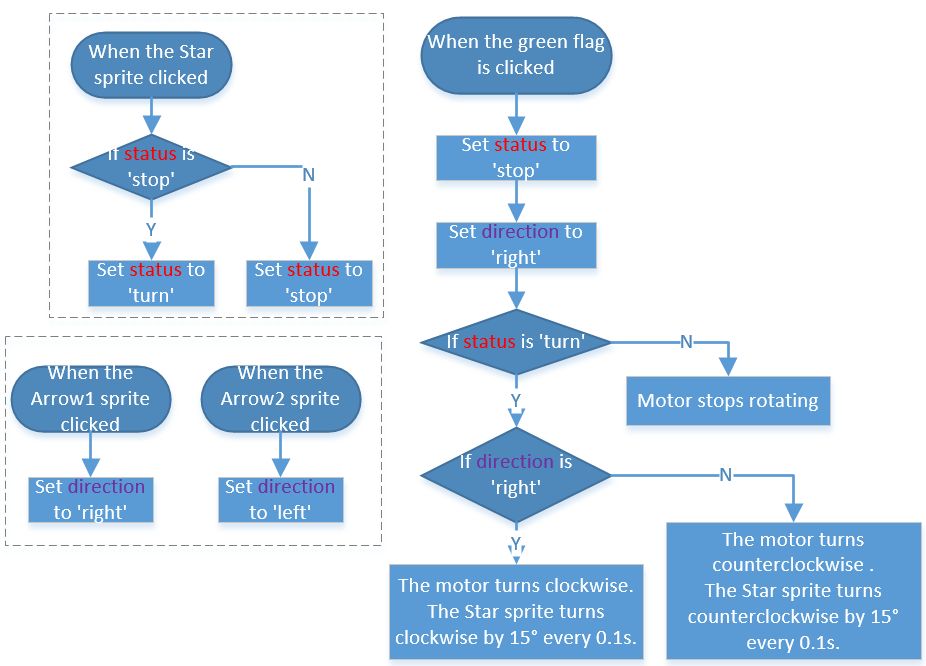 When the Star
sprite clicked
If status is
'stop'
N
Y
Set status to
'turn'
Set status to
'stop'
When the
Arrow1 sprite
clicked
Set direction
to 'right'
When the
Arrow2 sprite
clicked
Set direction
to 'left'
When the green flag
is clicked
Set status to
'stop'
Set direction to
'right'
If status is 'turn'
N
Motor stops rotating
Y
If direction is
'right'
N
Y
The motor turns clockwise.
The Star sprite turns
clockwise by 15° every 0.1s.
The motor turns
counterclockwise .
The Star sprite turns
counterclockwise by 15°
every 0.1s.